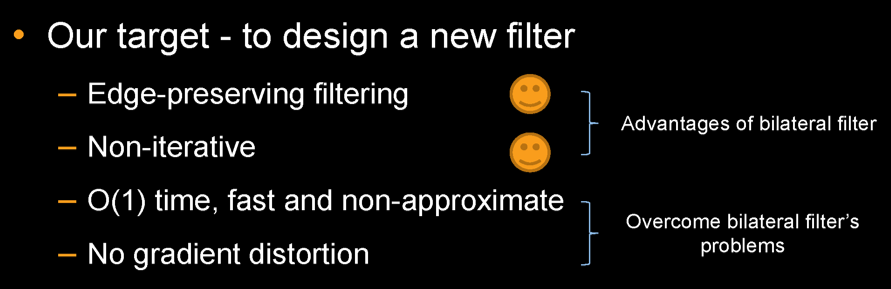 • Our target - to design a new filter
– Edge-preserving filtering
– Non-iterative
Advantages of bilateral filter
– O(1) time, fast and non-approximate
– No gradient distortion
Overcome bilateral filter's
problems